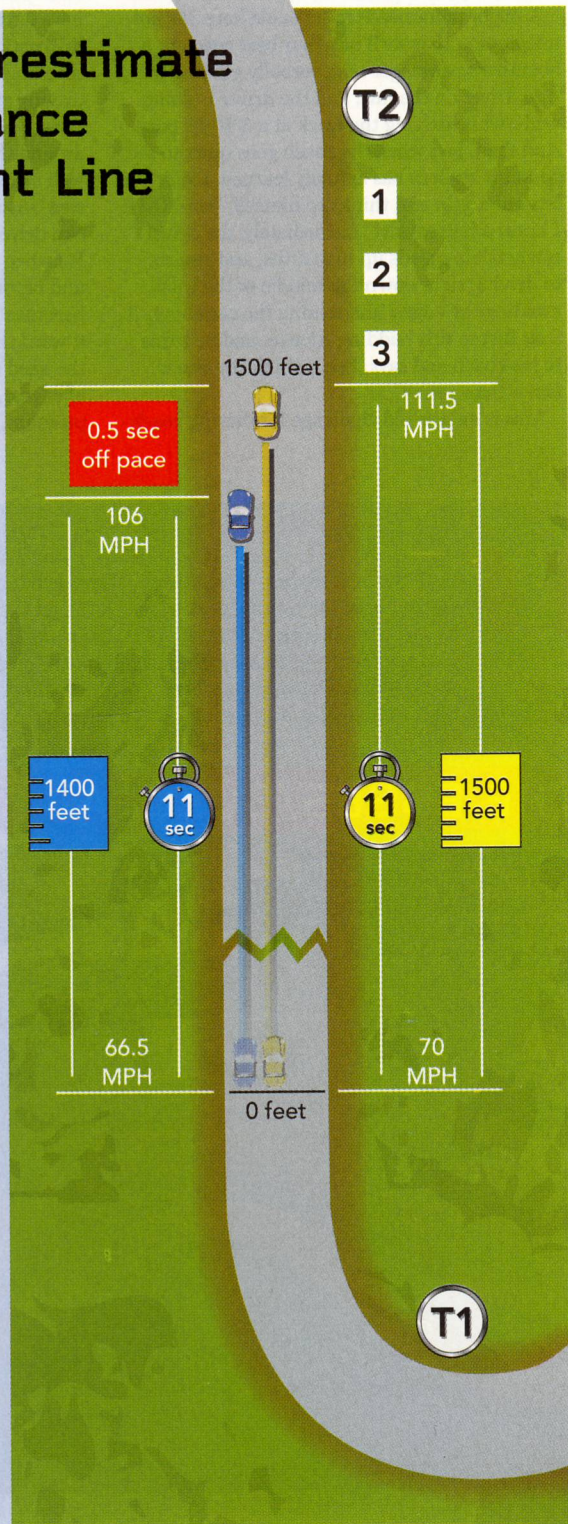 restimate
ance
nt Line
T2
1
2
3
1500 feet
0.5 sec
off pace
111.5
MPH
106
MPH
1400
feet
11
sec
11
sec
1500
feet
66.5
MPH
70
MPH
0 feet
T1